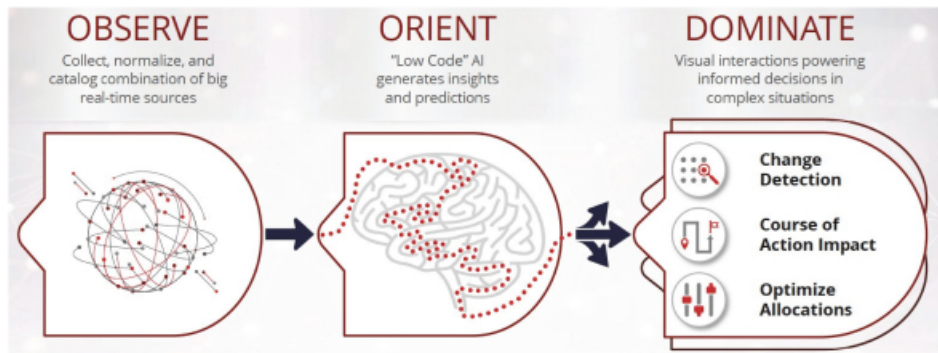 OBSERVE
Collect, normalize, and
catalog combination of big
real-time sources
ORIENT
“Low Code” AI
generates insights
and predictions
DOMINATE
Visual interactions powering
informed decisions in
complex situations
Change
Detection
Course of
Action Impact
Optimize
Allocations